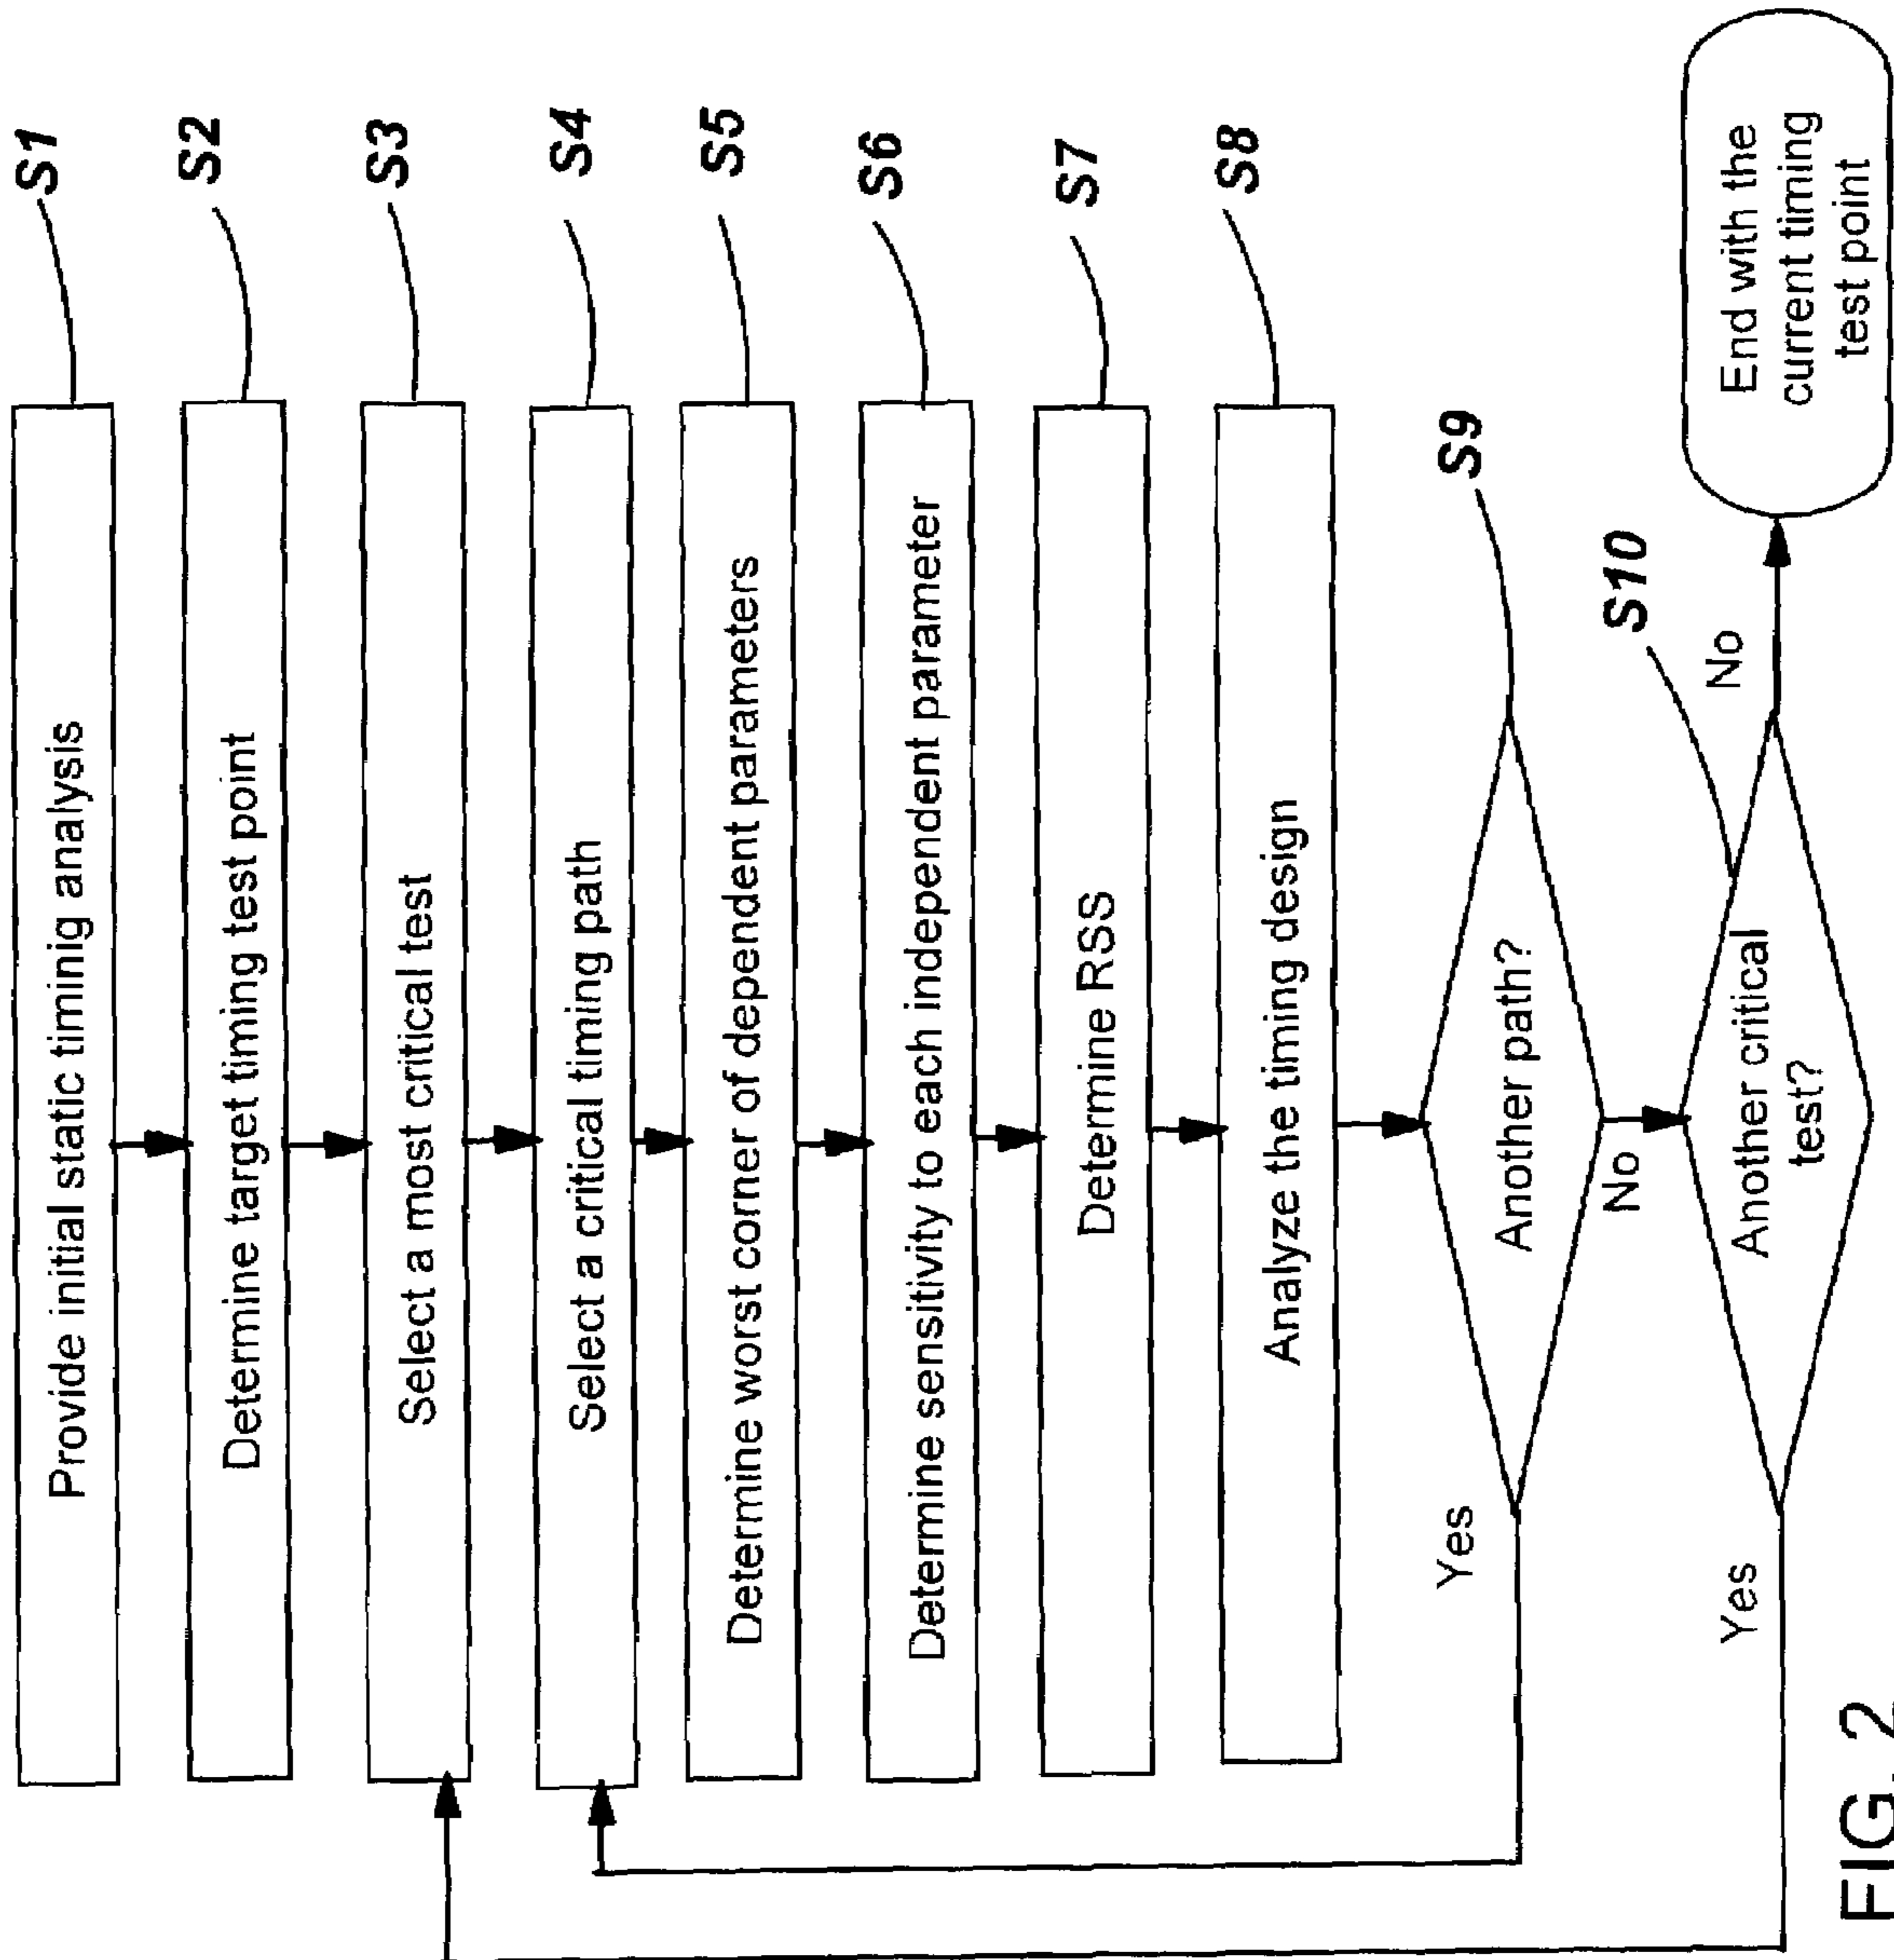 Provide initial static timinig analysis
S1
Determine target timing test point
S2
Select a most critical test
S3
Select a critical timing path
S4
Determine worst corner of dependent parameters
S5
Determine sensitivity to each independent parameter
S6
Determine RSS
S7
Analyze the timing design
S8
Another path?
S9
Yes
No
Another critical
test?
S10
Yes
No
End with the
current timing
test point
FIG. 2